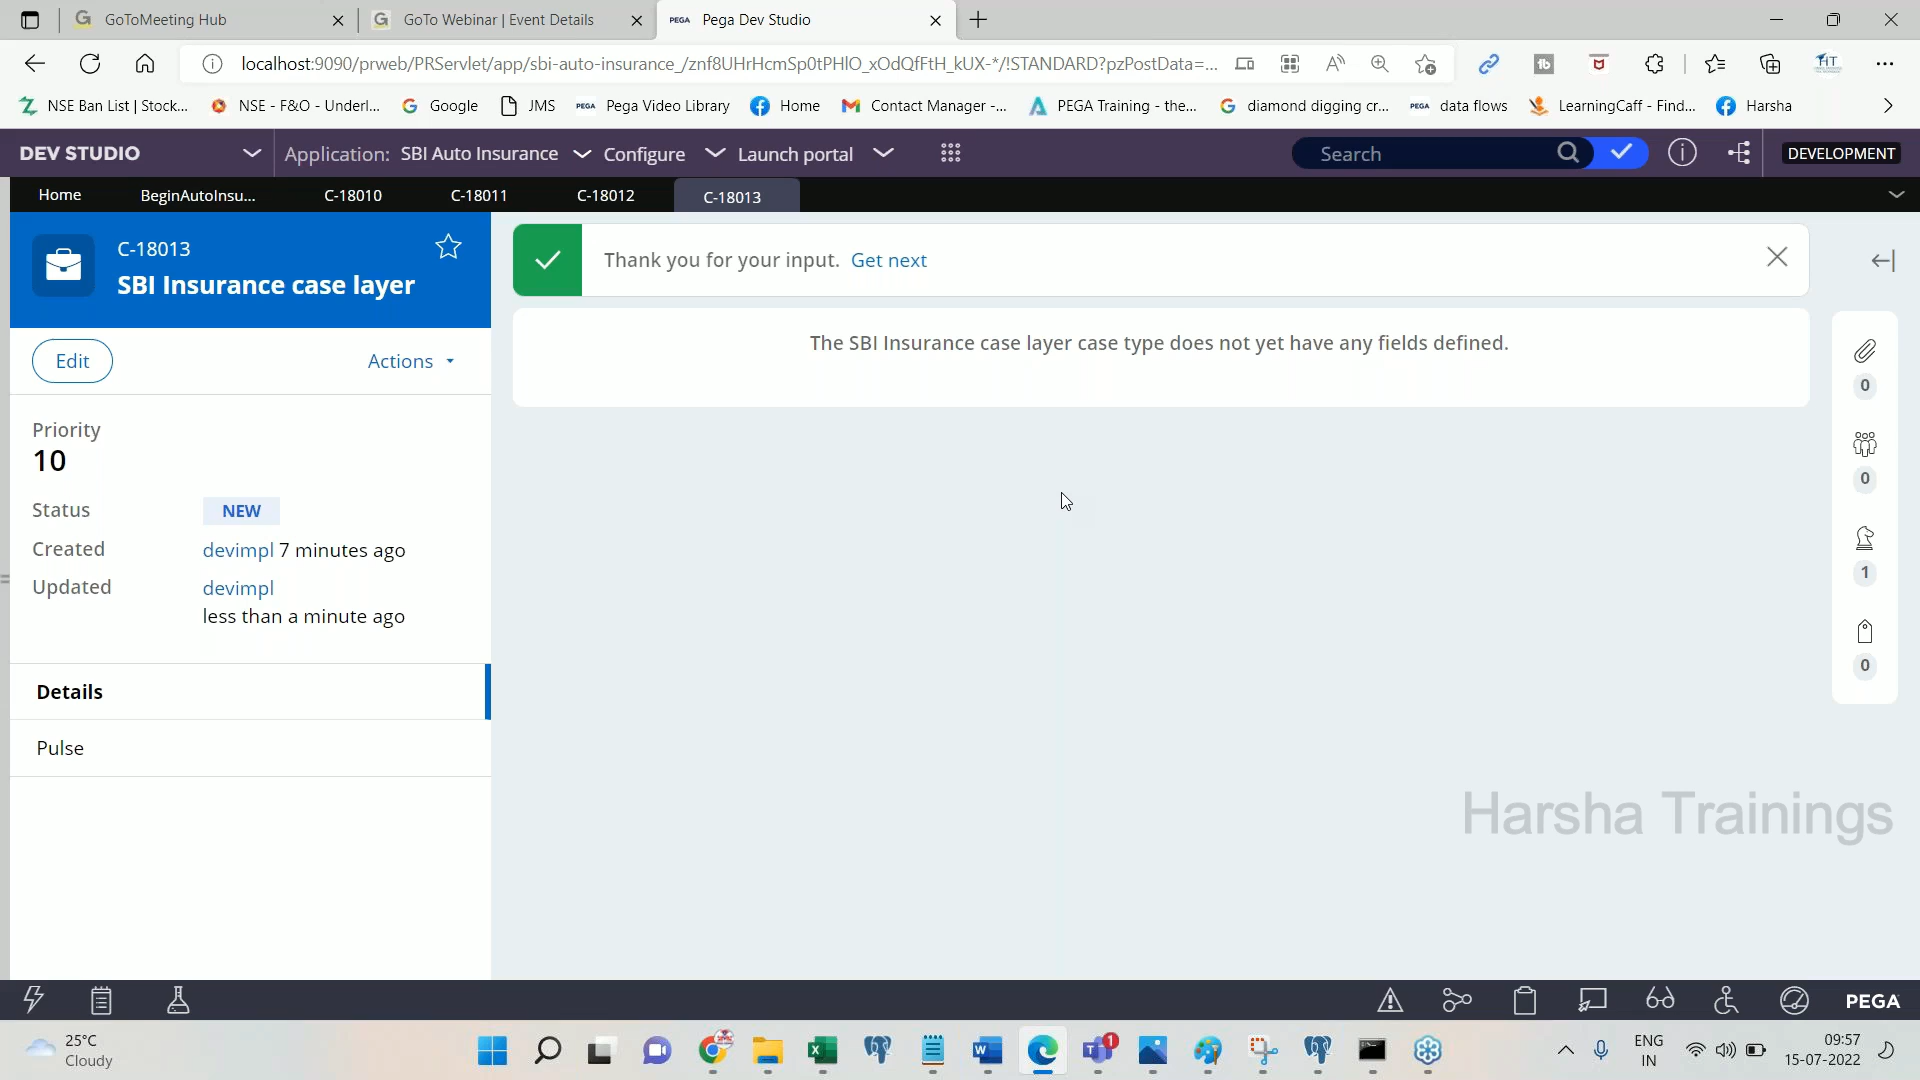 GoToMeeting Hub
GoTo Webinar | Event Details
PEGA Pega Dev Studio
localhost:9090/prweb/PRServlet/app/sbi-auto-insurance_/znf8UHrHcmSp0tPHlO_xOdQfFtH_kUX-*/!STANDARD?pzPostData=...
NSE Ban List | Stock...
NSE - F&O - Underl...
Google
JMS
PEGA Pega Video Library
Home
Contact Manager -...
PEGA Training - the...
diamond digging cr...
PEGA data flows
LearningCaff - Find...
Harsha
DEV STUDIO
Application: SBI Auto Insurance
Configure
Launch portal
Search
DEVELOPMENT
Home
BeginAutoInsu...
C-18010
C-18011
C-18012
C-18013
C-18013
SBI Insurance case layer
Edit
Actions
Priority
10
Status NEW
Created devimpl 7 minutes ago
Updated devimpl
less than a minute ago
Details
Pulse
Thank you for your input. Get next
The SBI Insurance case layer case type does not yet have any fields defined.
0
0
1
0
Harsha Trainings
PEGA
25°C
Cloudy
1
ENG
IN
09:57
15-07-2022